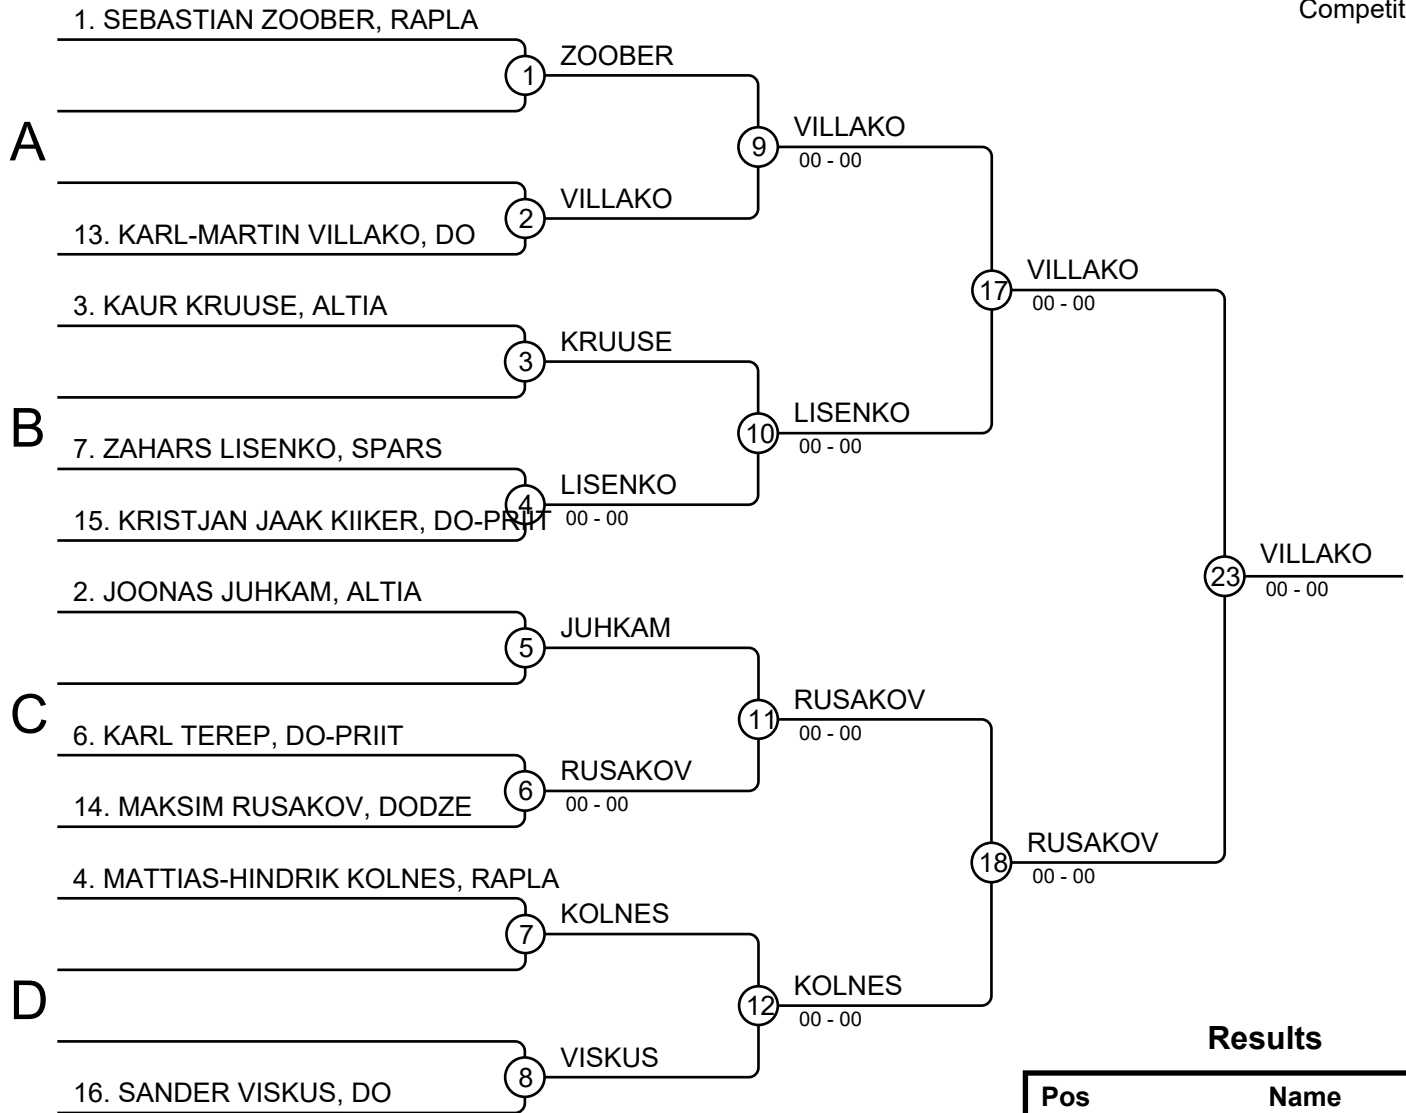 Competit
1. SEBASTIAN ZOOBER, RAPLA
1
ZOOBER
A
9
VILLAKO
00 - 00
2
VILLAKO
13. KARL-MARTIN VILLAKO, DO
17
VILLAKO
00 - 00
3. KAUR KRUUSE, ALTIA
3
KRUUSE
B
10
LISENKO
00 - 00
7. ZAHARS LISENKO, SPARS
4
LISENKO
00 - 00
15. KRISTJAN JAAK KIIKER, DO-PRIIT
23
VILLAKO
00 - 00
2. JOONAS JUHKAM, ALTIA
5
JUHKAM
C
11
RUSAKOV
00 - 00
6. KARL TEREP, DO-PRIIT
6
RUSAKOV
00 - 00
14. MAKSIM RUSAKOV, DODZE
18
RUSAKOV
00 - 00
4. MATTIAS-HINDRIK KOLNES, RAPLA
7
KOLNES
D
12
KOLNES
00 - 00
8
VISKUS
16. SANDER VISKUS, DO
Results
Pos Name